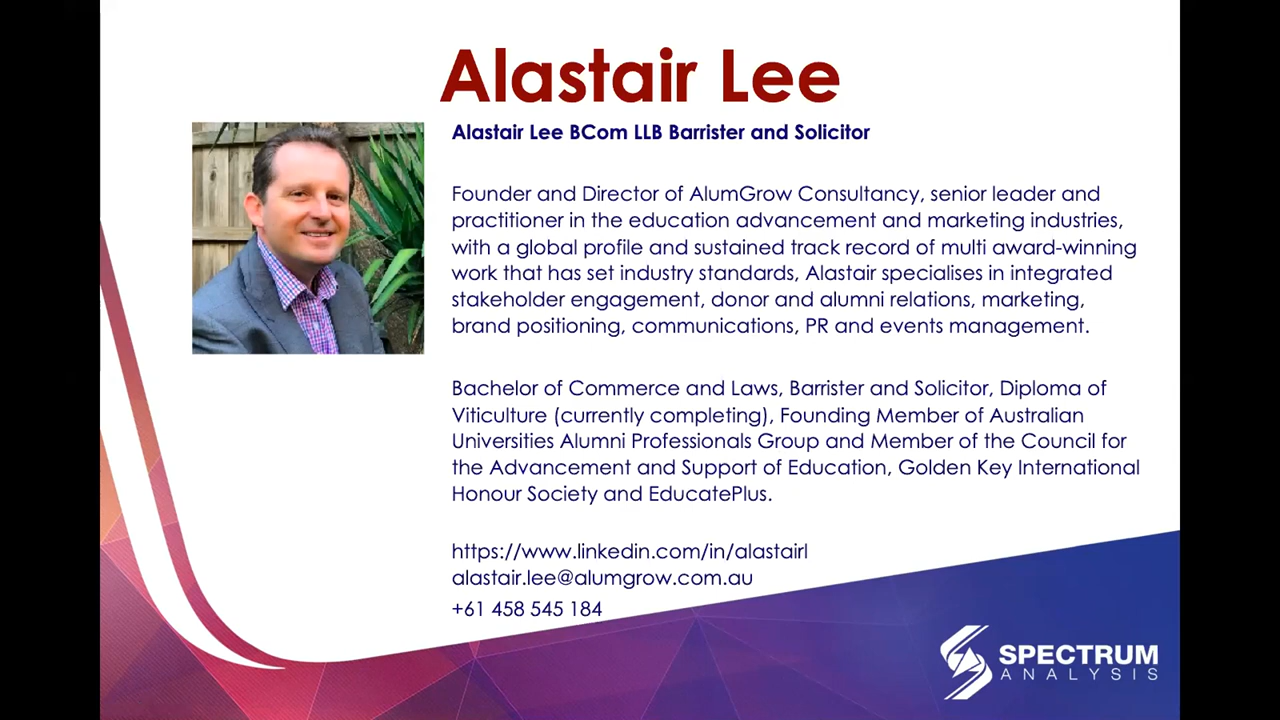 Alastair Lee
Alastair Lee BCom LLB Barrister and Solicitor
Founder and Director of AlumGrow Consultancy, senior leader and
practitioner in the education advancement and marketing industries,
with a global profile and sustained track record of multi award-winning
work that has set industry standards, Alastair specialises in integrated
stakeholder engagement, donor and alumni relations, marketing,
brand positioning, communications, PR and events management.
Bachelor of Commerce and Laws, Barrister and Solicitor, Diploma of
Viticulture (currently completing), Founding Member of Australian
Universities Alumni Professionals Group and Member of the Council for
the Advancement and Support of Education, Golden Key International
Honour Society and EducatePlus.
https://www.linkedin.com/in/alastairl
alastair.lee@alumgrow.com.au
+61 458 545 184
SPECTRUM
ANALYSIS